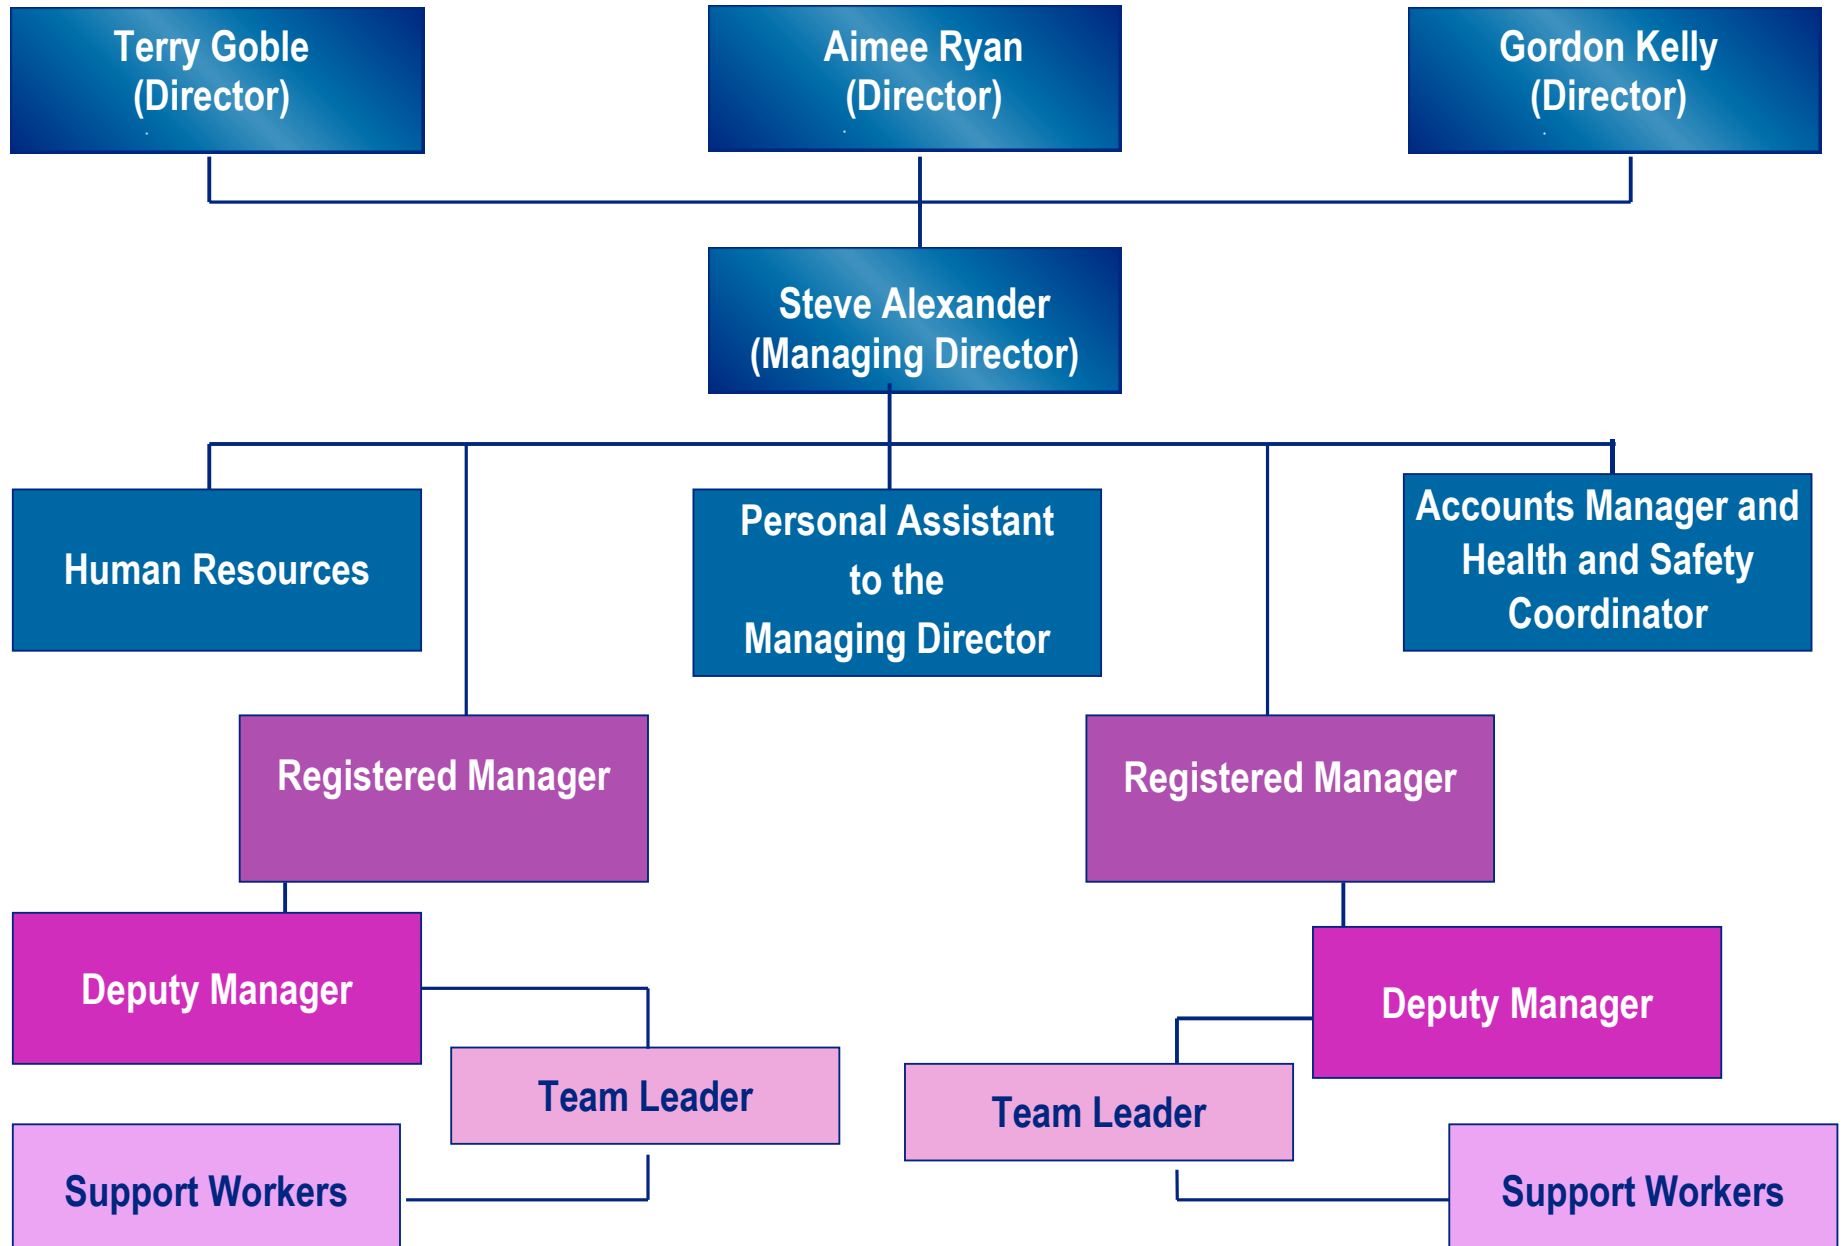 Terry Goble
(Director)
Aimee Ryan
(Director)
Gordon Kelly
(Director)
Steve Alexander
(Managing Director)
Human Resources
Personal Assistant
to the
Managing Director
Accounts Manager and
Health and Safety
Coordinator
Registered Manager
Registered Manager
Deputy Manager
Deputy Manager
Team Leader
Team Leader
Support Workers
Support Workers